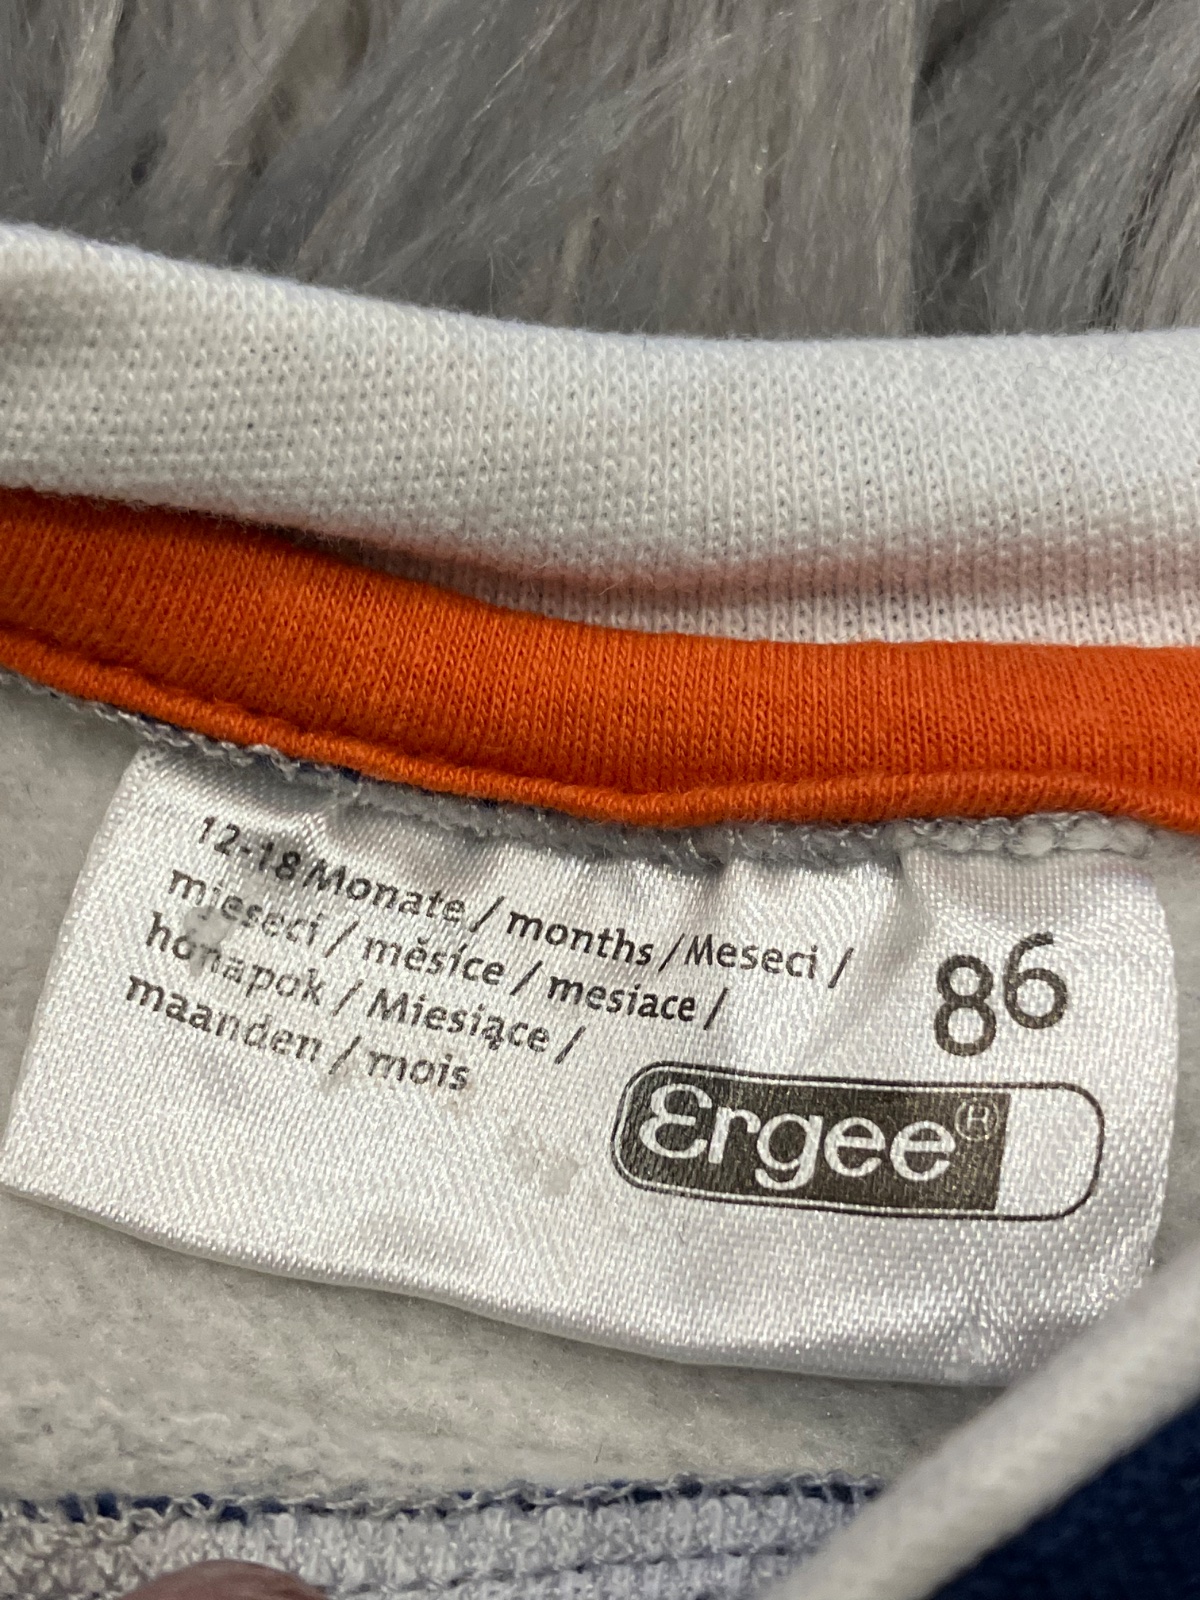 12-18 Monate / months / Meseci /
mjeseci / měsíce / mesiace /
hónapok / Miesiące /
maanden / mois
86
Ergee®